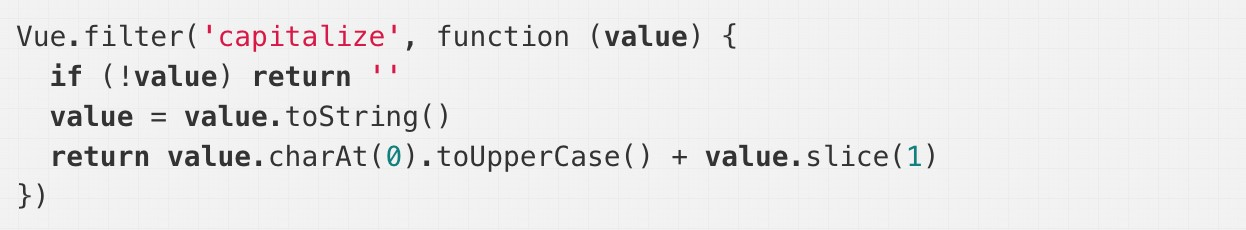 Vue.filter('capitalize', function (value) {
  if (!value) return ''
  value = value.toString()
  return value.charAt(0).toUpperCase() + value.slice(1)
})